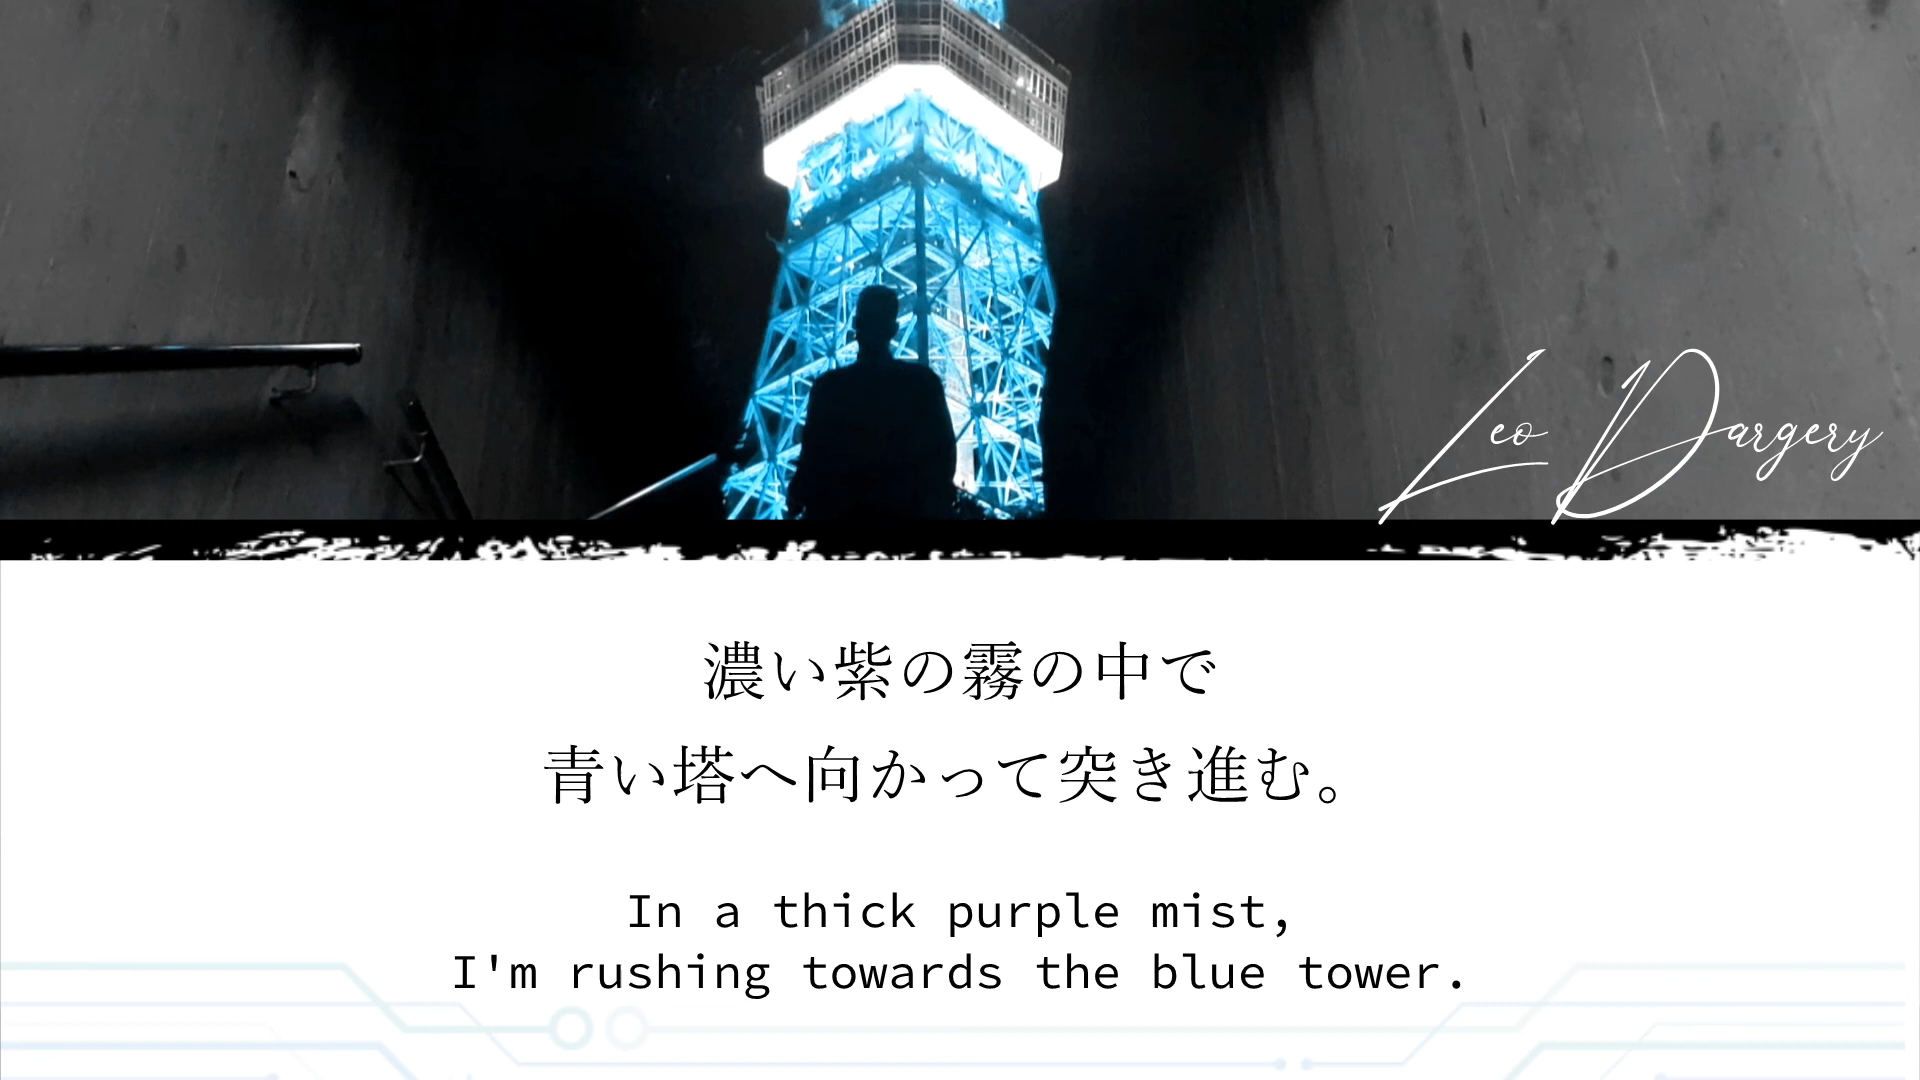 Leo Dargery
濃い紫の霧の中で
青い塔へ向かって突き進む。
In a thick purple mist,
I'm rushing towards the blue tower.